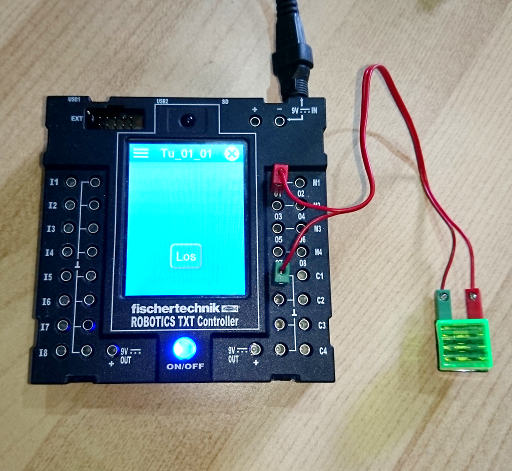 USB1
USB2
SD
EXT
+
−
9V IN
Tu_01_01
I1
I2
I3
I4
I5
I6
I7
I8
M1
O2
M2
O3 O4
M3
O5 O6
M4
O8
C1
C2
C3
C4
Los
fischertechnik
ROBOTICS TXT Controller
9V OUT
+
ON/OFF
9V OUT
+